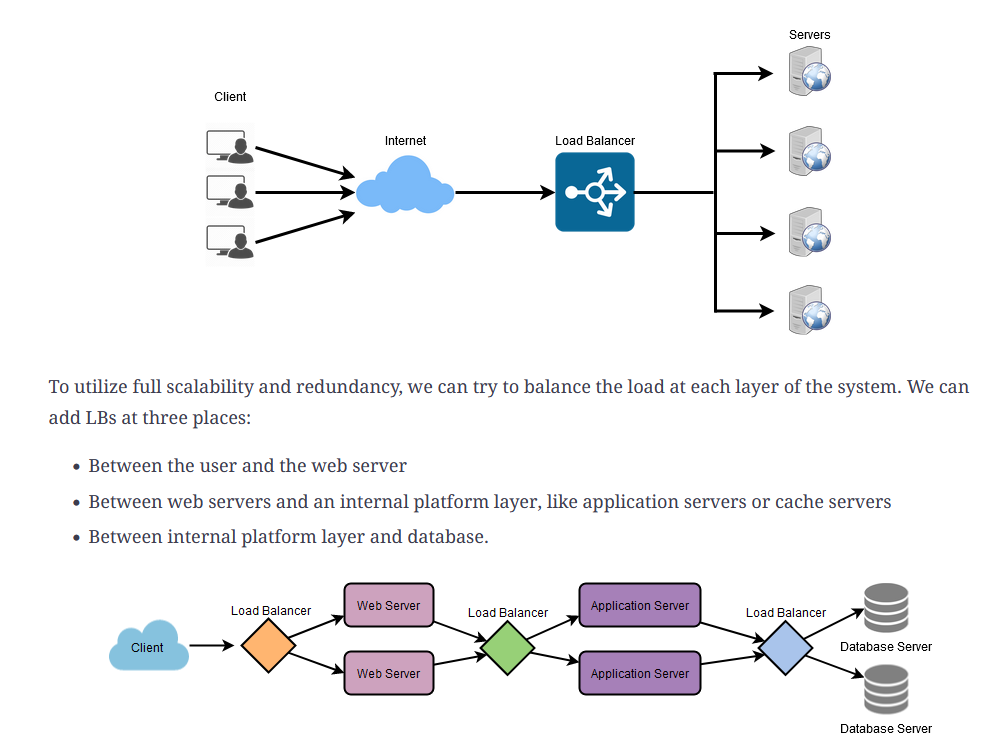 Servers
Client
Internet
Load Balancer
To utilize full scalability and redundancy, we can try to balance the load at each layer of the system. We can
add LBs at three places:
• Between the user and the web server
• Between web servers and an internal platform layer, like application servers or cache servers
• Between internal platform layer and database.
Load Balancer
Web Server
Load Balancer
Application Server
Load Balancer
Client
Database Server
Web Server
Application Server
Database Server